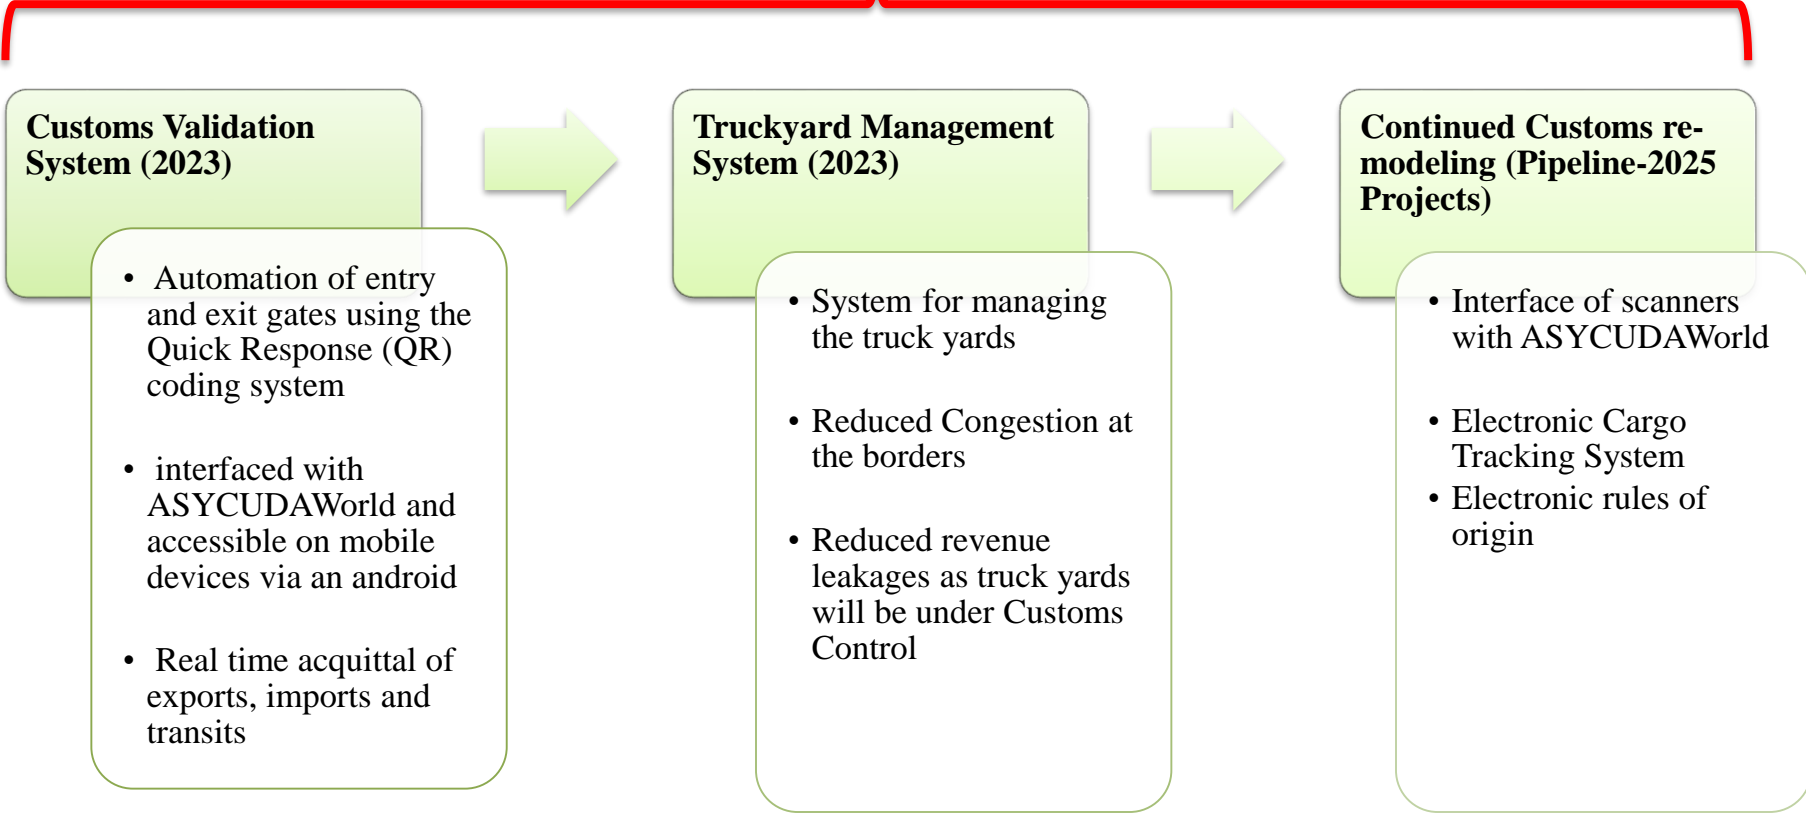 Customs Validation
System (2023)
• Automation of entry
and exit gates using the
Quick Response (QR)
coding system
• interfaced with
ASYCUDAWorld and
accessible on mobile
devices via an android
• Real time acquittal of
exports, imports and
transits
Truckyard Management
System (2023)
• System for managing
the truck yards
• Reduced Congestion at
the borders
• Reduced revenue
leakages as truck yards
will be under Customs
Control
Continued Customs re-
modeling (Pipeline-2025
Projects)
• Interface of scanners
with ASYCUDAWorld
• Electronic Cargo
Tracking System
• Electronic rules of
origin